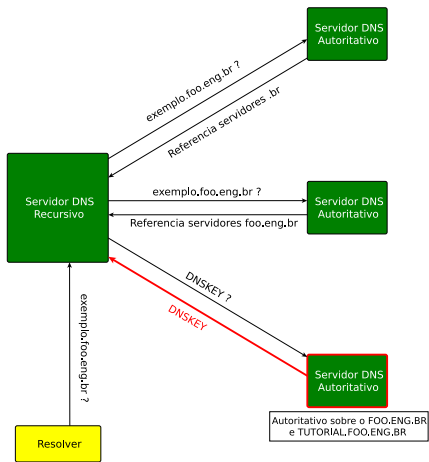 Servidor DNS
Autoritativo
exemplo.foo.eng.br ?
Referencia servidores .br
Servidor DNS
Recursivo
exemplo.foo.eng.br ?
Referencia servidores foo.eng.br
Servidor DNS
Autoritativo
DNSKEY ?
DNSKEY
exemplo.foo.eng.br ?
Servidor DNS
Autoritativo
Autoritativo sobre o FOO.ENG.BR
e TUTORIAL.FOO.ENG.BR
Resolver